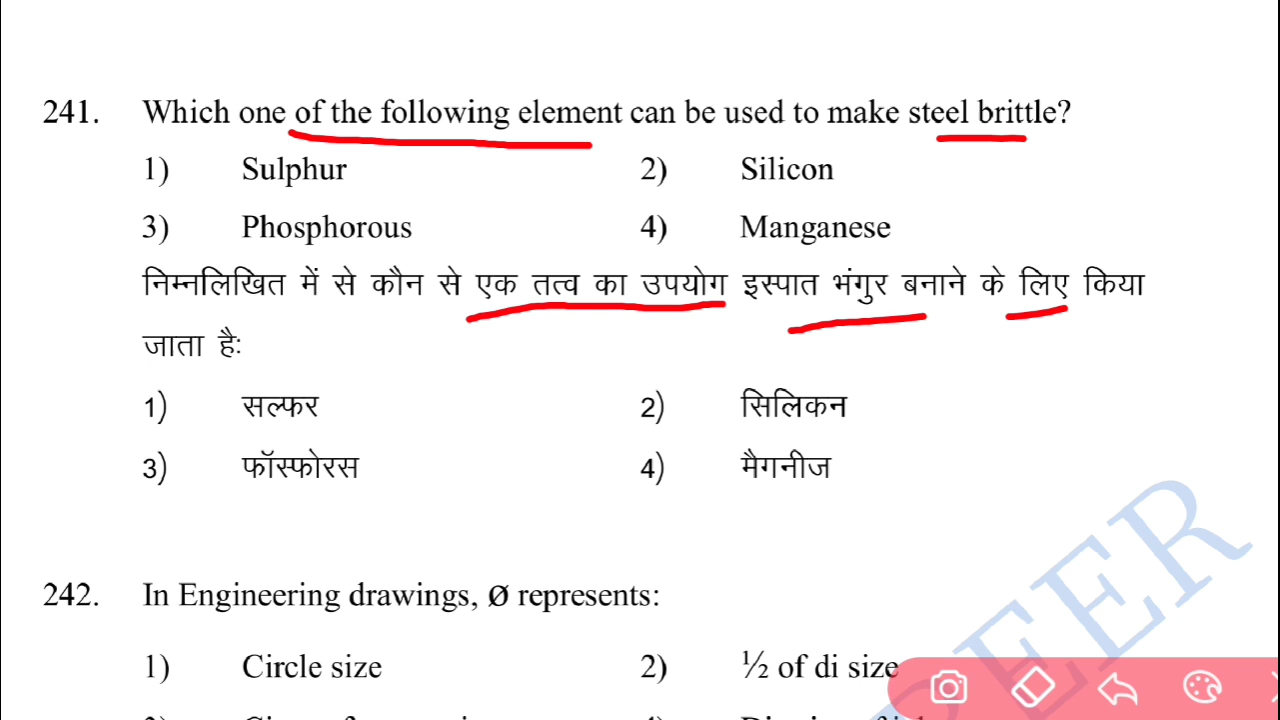 241. Which one of the following element can be used to make steel brittle?
1) Sulphur 2) Silicon
3) Phosphorous 4) Manganese
निम्नलिखित में से कौन से एक तत्व का उपयोग इस्पात भंगुर बनाने के लिए किया
जाता है:
1) सल्फर 2) सिलिकन
3) फॉस्फोरस 4) मैगनीज
242. In Engineering drawings, Ø represents:
1) Circle size 2) ½ of di size
EER